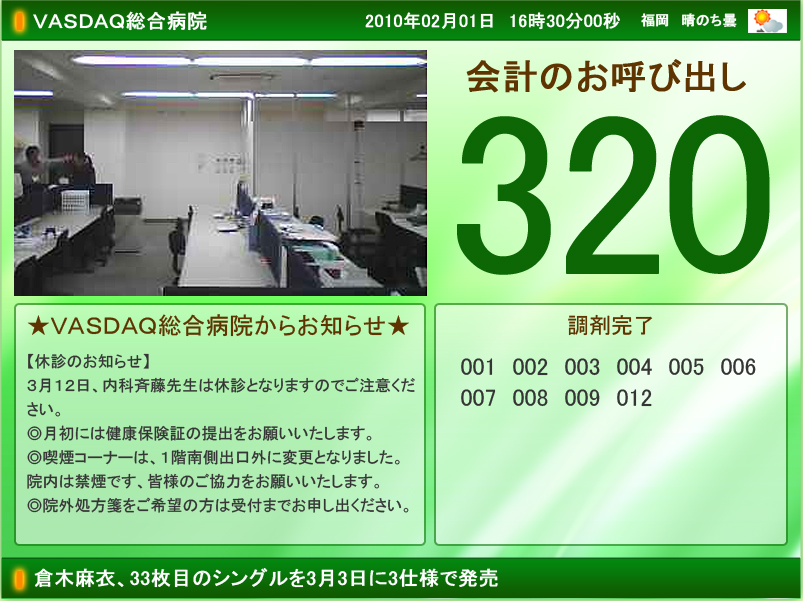 VASDAQ総合病院
2010年02月01日 16時30分00秒 福岡 晴のち曇
会計のお呼び出し
320
★VASDAQ総合病院からお知らせ★
【休診のお知らせ】
3月12日、内科斉藤先生は休診となりますのでご注意くだ
さい。
◎月初には健康保険証の提出をお願いいたします。
◎喫煙コーナーは、1階南側出口外に変更となりました。
院内は禁煙です、皆様のご協力をお願いいたします。
◎院外処方箋をご希望の方は受付までお申し出ください。
調剤完了
001 002 003 004 005 006
007 008 009 012
倉木麻衣、33枚目のシングルを3月3日に3仕様で発売